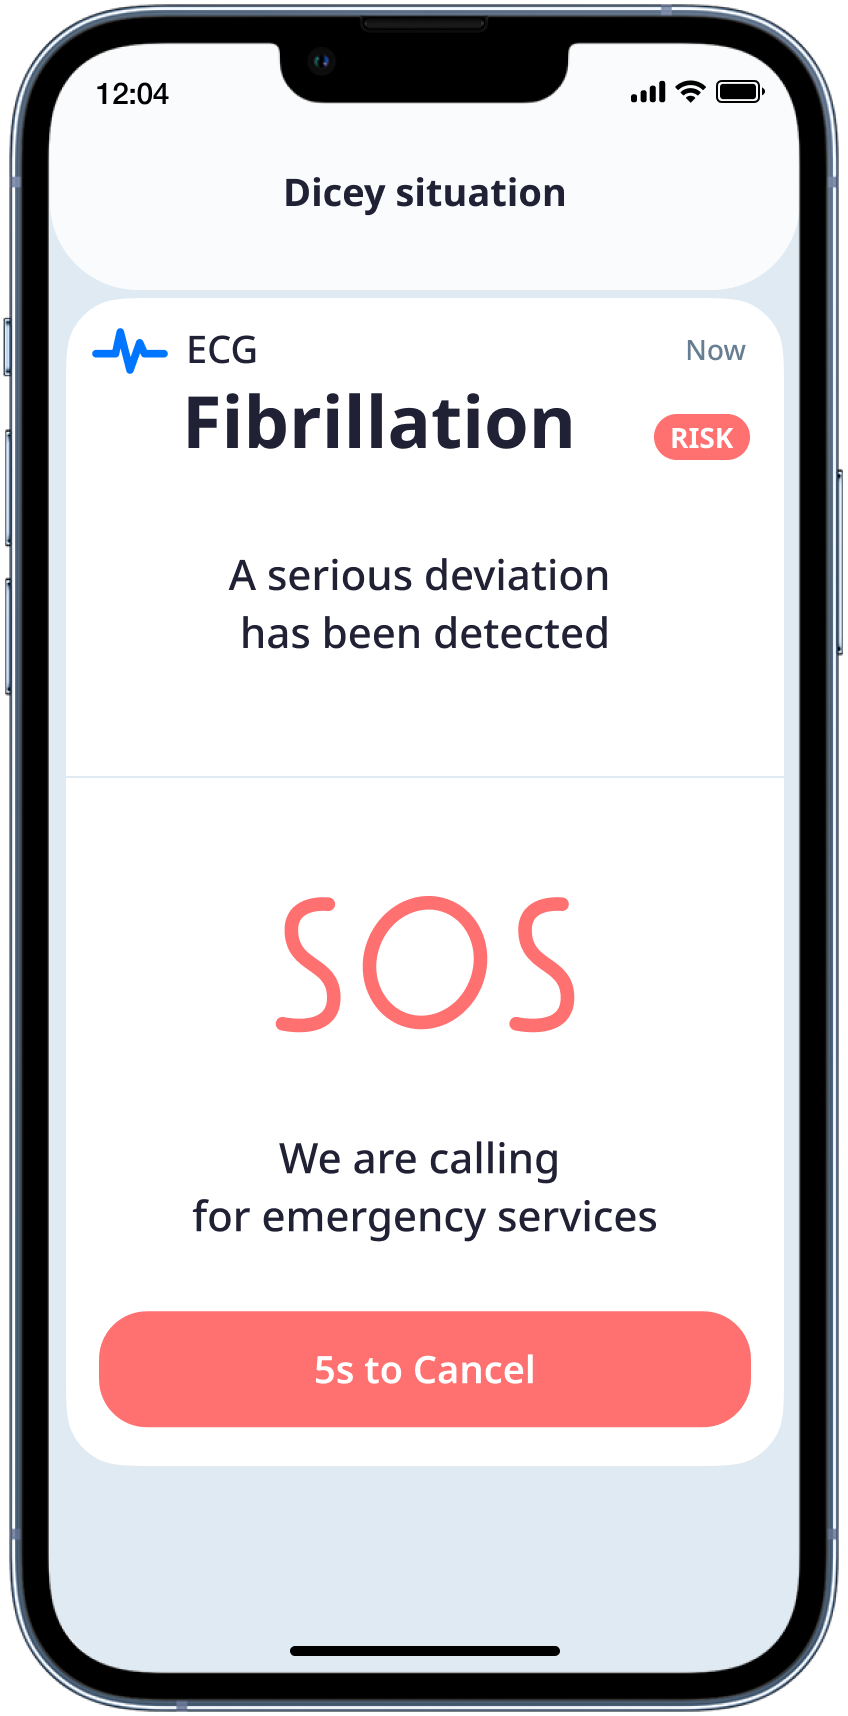 12:04
Dicey situation
ECG
Now
Fibrillation
RISK
A serious deviation
has been detected
SOS
We are calling
for emergency services
5s to Cancel